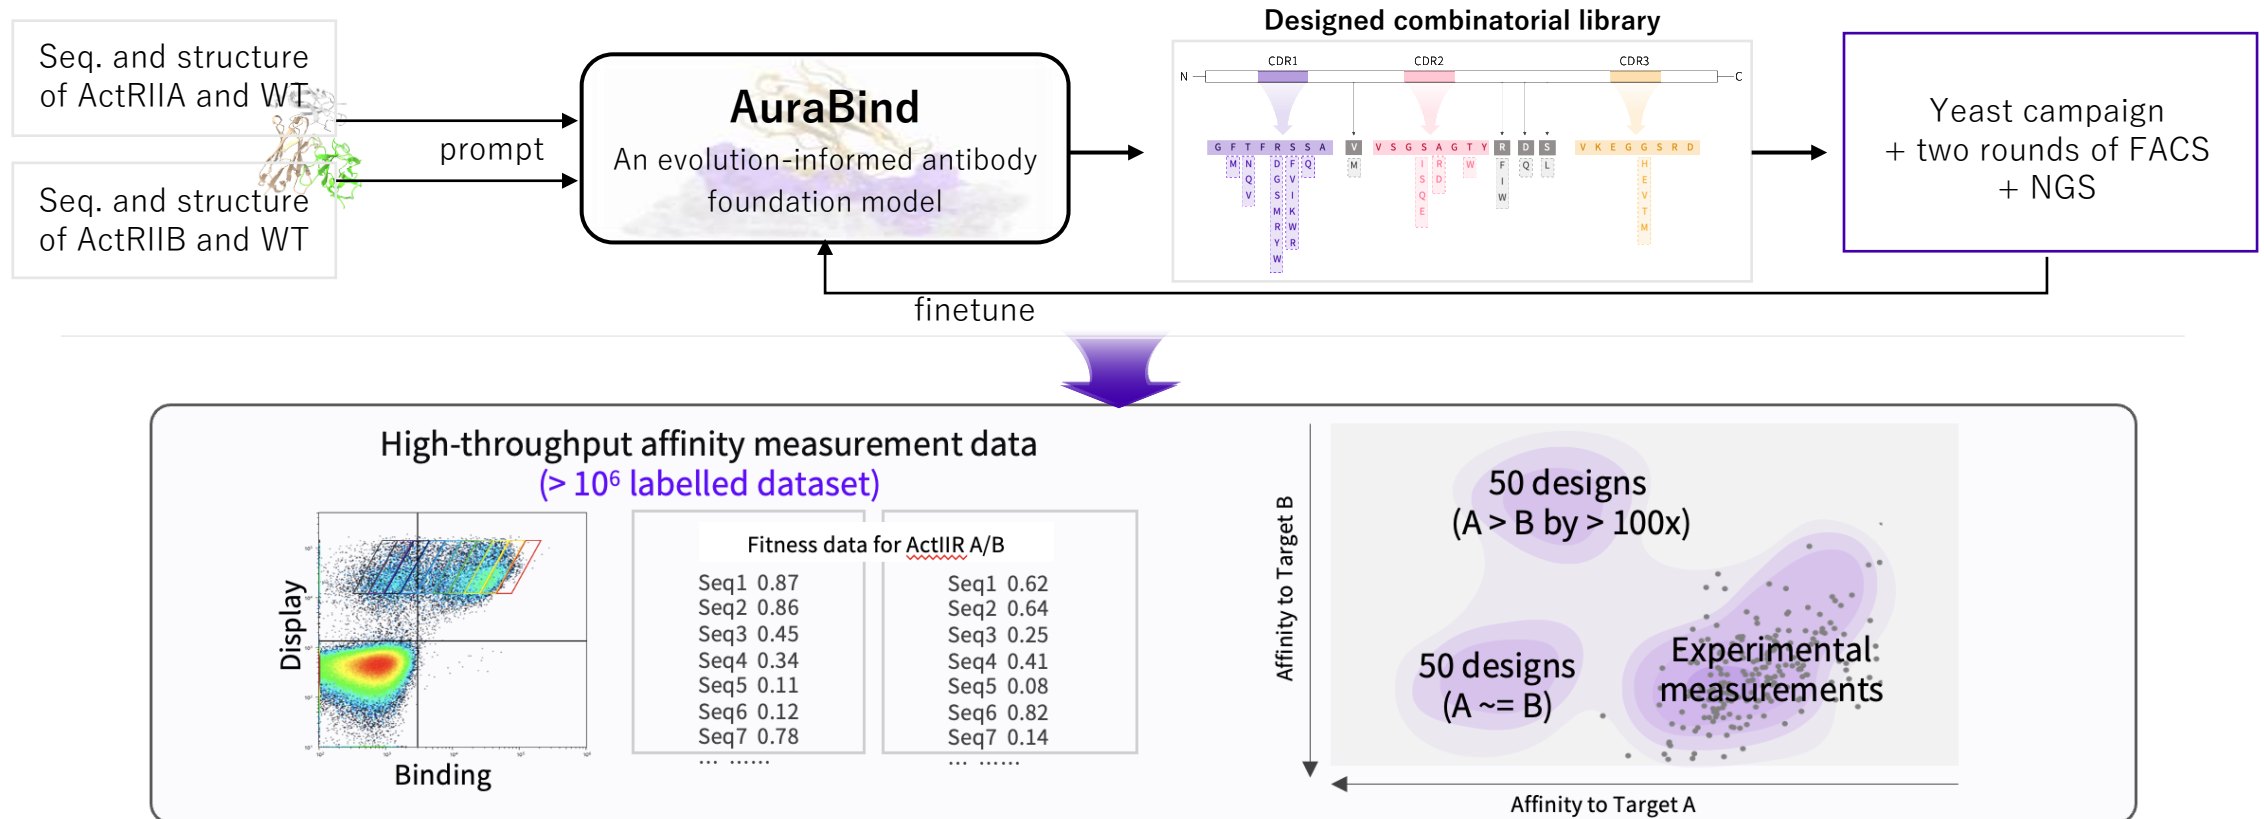 Seq. and structure
of ActRIIA and WT
Seq. and structure
of ActRIIB and WT
prompt
AuraBind
An evolution-informed antibody
foundation model
finetune
Designed combinatorial library
CDR1 CDR2 CDR3
N C
G F T F R S S A V V S G S A G T Y R D S V K E G G S R D
M N D F Q M I R W F Q L H
Q G V S D I E
V S I Q W V
M K E T
R W M
Y R
W
Yeast campaign
+ two rounds of FACS
+ NGS
High-throughput affinity measurement data
(> 10⁶ labelled dataset)
Display
Binding
Fitness data for ActIIR A/B
Seq1 0.87
Seq2 0.86
Seq3 0.45
Seq4 0.34
Seq5 0.11
Seq6 0.12
Seq7 0.78
... ......
Seq1 0.62
Seq2 0.64
Seq3 0.25
Seq4 0.41
Seq5 0.08
Seq6 0.82
Seq7 0.14
... ......
Affinity to Target B
50 designs
(A > B by > 100x)
50 designs
(A ~= B)
Experimental
measurements
Affinity to Target A